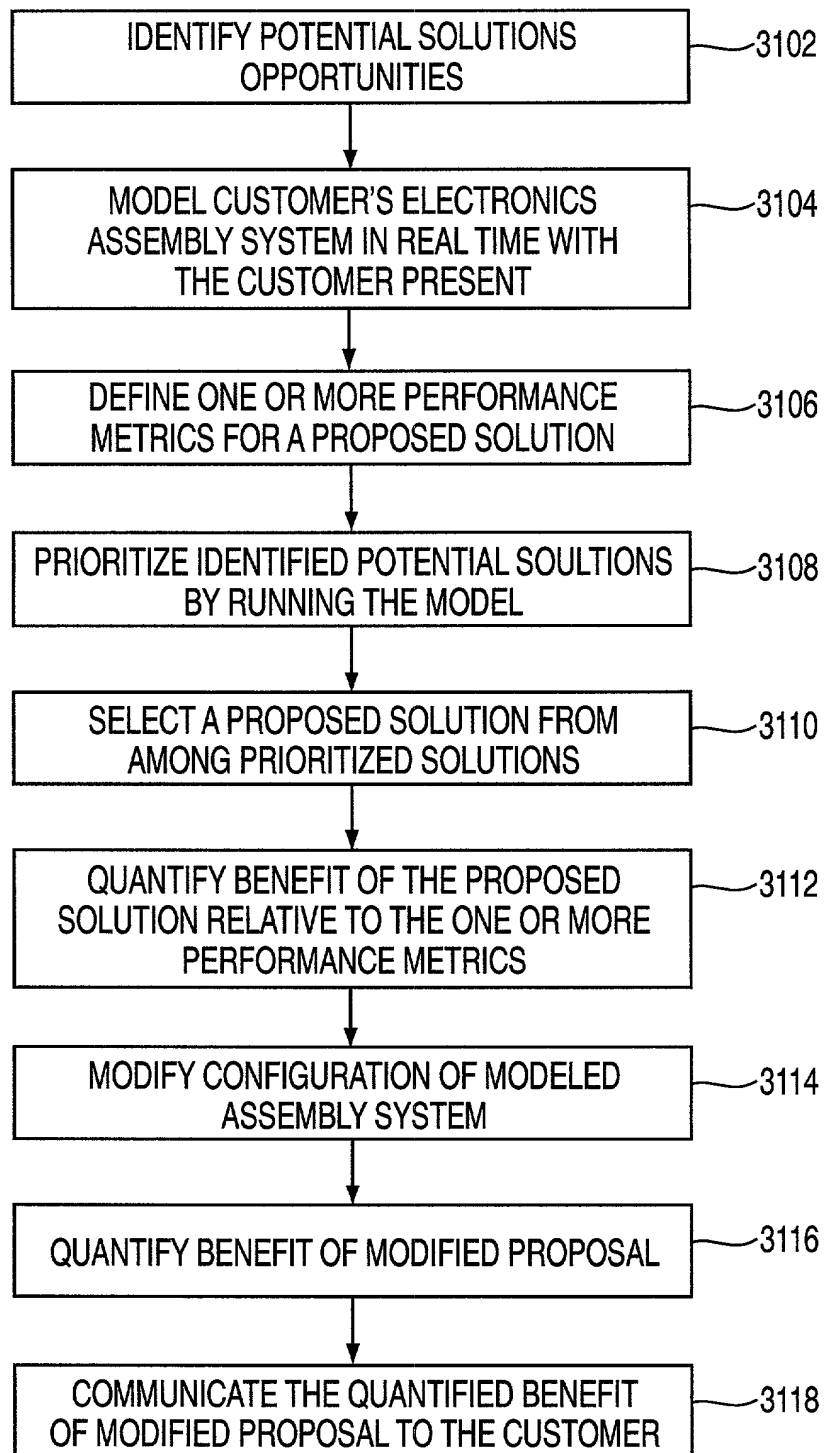 IDENTIFY POTENTIAL SOLUTIONS
OPPORTUNITIES
3102
MODEL CUSTOMER'S ELECTRONICS
ASSEMBLY SYSTEM IN REAL TIME WITH
THE CUSTOMER PRESENT
3104
DEFINE ONE OR MORE PERFORMANCE
METRICS FOR A PROPOSED SOLUTION
3106
PRIORITIZE IDENTIFIED POTENTIAL SOULTIONS
BY RUNNING THE MODEL
3108
SELECT A PROPOSED SOLUTION FROM
AMONG PRIORITIZED SOLUTIONS
3110
QUANTIFY BENEFIT OF THE PROPOSED
SOLUTION RELATIVE TO THE ONE OR MORE
PERFORMANCE METRICS
3112
MODIFY CONFIGURATION OF MODELED
ASSEMBLY SYSTEM
3114
QUANTIFY BENEFIT OF MODIFIED PROPOSAL
3116
COMMUNICATE THE QUANTIFIED BENEFIT
OF MODIFIED PROPOSAL TO THE CUSTOMER
3118